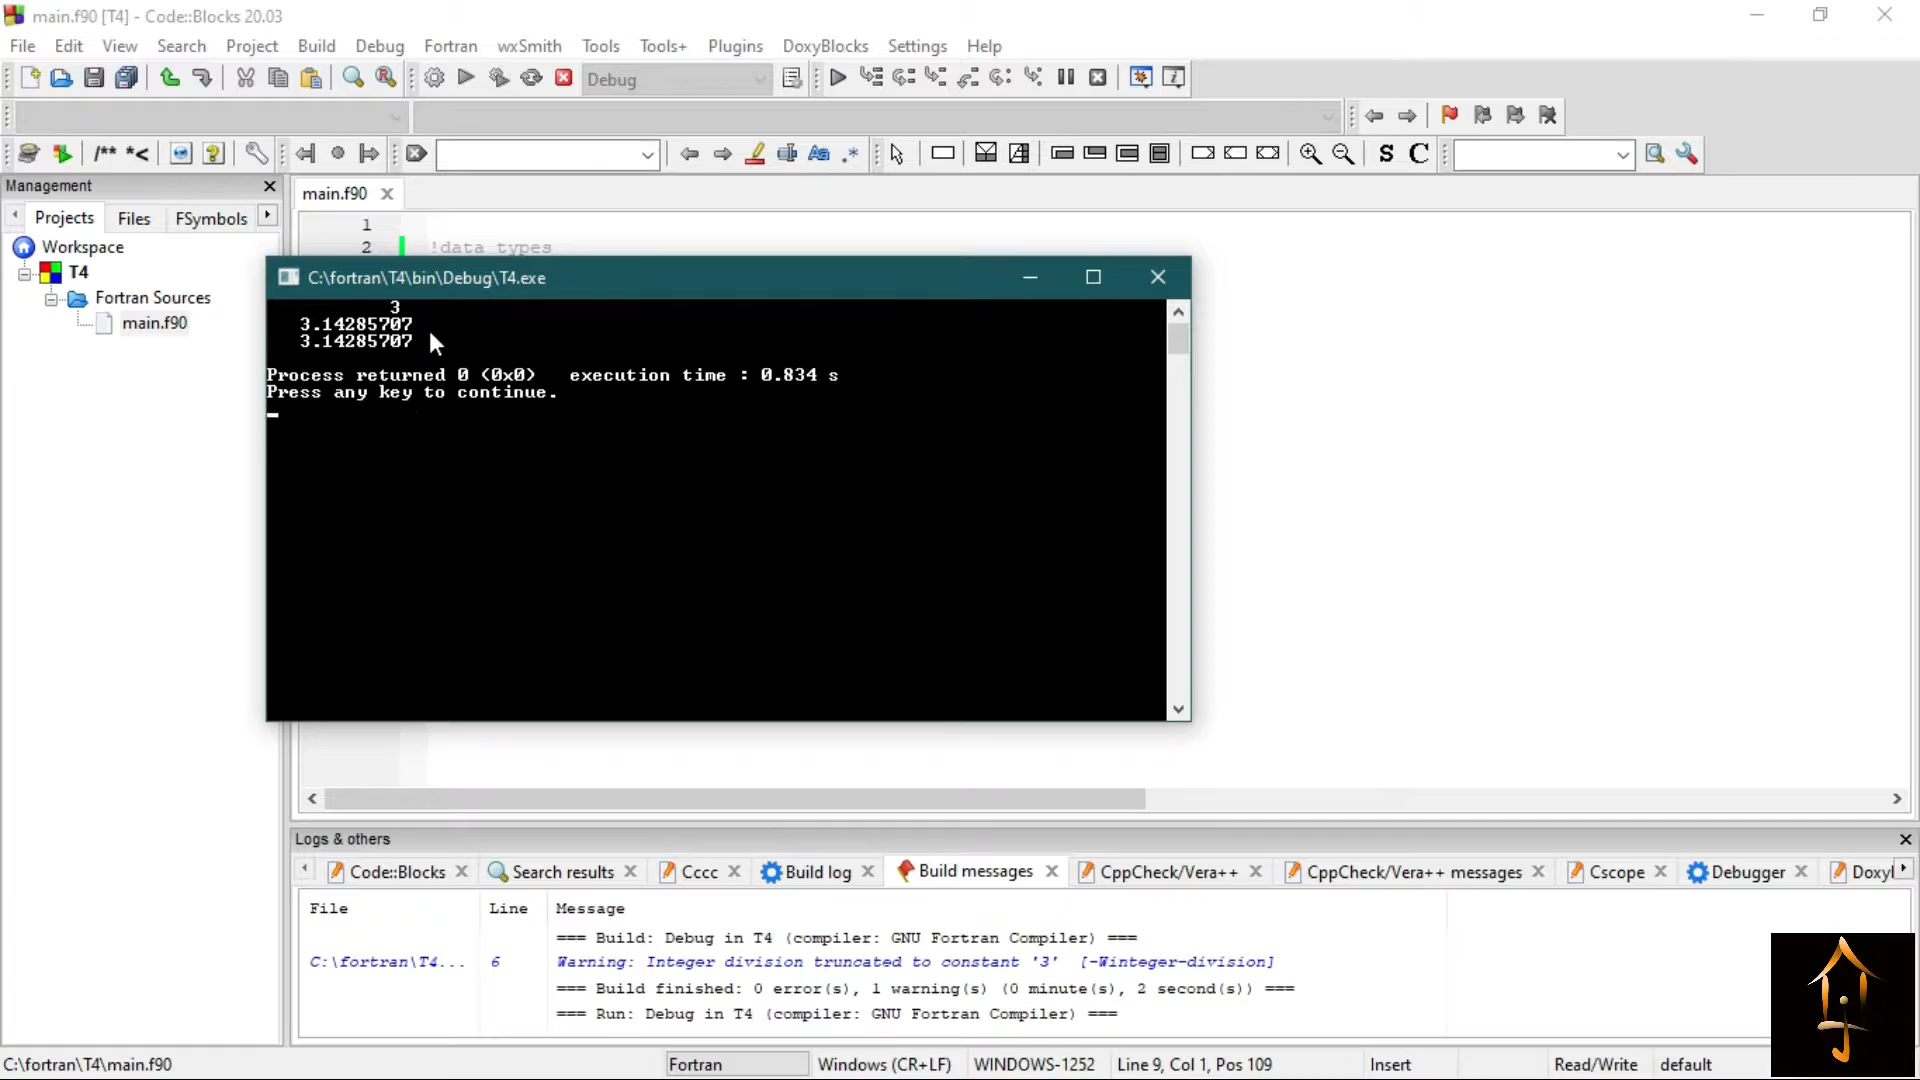 main.f90 [T4] - Code::Blocks 20.03
File Edit View Search Project Build Debug Fortran wxSmith Tools Tools+ Plugins DoxyBlocks Settings Help
Debug
/** *< S C
Management
Projects Files FSymbols
Workspace
T4
Fortran Sources
main.f90
main.f90
1
2 !data types
C:\fortran\T4\bin\Debug\T4.exe
3
3.14285707
3.14285707
Process returned 0 (0x0) execution time : 0.834 s
Press any key to continue.
Logs & others
Code::Blocks Search results Cccc Build log Build messages CppCheck/Vera++ CppCheck/Vera++ messages Cscope Debugger Doxyl
File Line Message
=== Build: Debug in T4 (compiler: GNU Fortran Compiler) ===
C:\fortran\T4... 6 Warning: Integer division truncated to constant '3' [-Winteger-division]
=== Build finished: 0 error(s), 1 warning(s) (0 minute(s), 2 second(s)) ===
=== Run: Debug in T4 (compiler: GNU Fortran Compiler) ===
C:\fortran\T4\main.f90 Fortran Windows (CR+LF) WINDOWS-1252 Line 9, Col 1, Pos 109 Insert Read/Write default